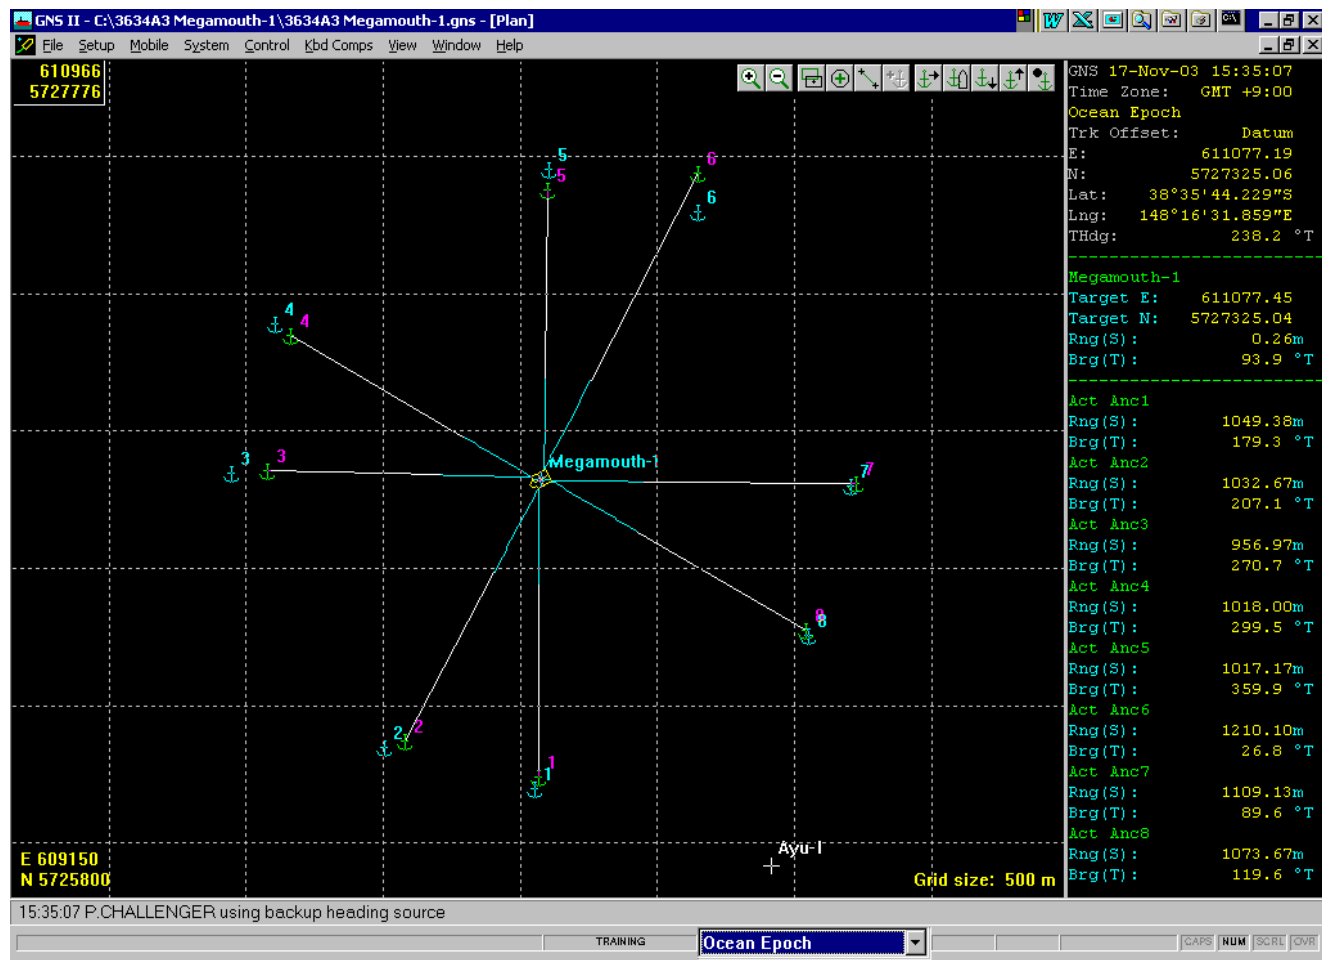 GNS II - C:\3634A3 Megamouth-1\3634A3 Megamouth-1.gns - [Plan]
File Setup Mobile System Control Kbd Comps View Window Help
610966
5727776
5
5
6
6
4
4
3
3
Megamouth-1
7
7
8
8
2
2
1
1
Ayu-1
E 609150
N 5725800
Grid size: 500 m
GNS 17-Nov-03 15:35:07
Time Zone: GMT +9:00
Ocean Epoch
Trk Offset: Datum
E: 611077.19
N: 5727325.06
Lat: 38°35'44.229"S
Lng: 148°16'31.859"E
THdg: 238.2 °T
Megamouth-1
Target E: 611077.45
Target N: 5727325.04
Rng(S): 0.26m
Brg(T): 93.9 °T
Act Anc1
Rng(S): 1049.38m
Brg(T): 179.3 °T
Act Anc2
Rng(S): 1032.67m
Brg(T): 207.1 °T
Act Anc3
Rng(S): 956.97m
Brg(T): 270.7 °T
Act Anc4
Rng(S): 1018.00m
Brg(T): 299.5 °T
Act Anc5
Rng(S): 1017.17m
Brg(T): 359.9 °T
Act Anc6
Rng(S): 1210.10m
Brg(T): 26.8 °T
Act Anc7
Rng(S): 1109.13m
Brg(T): 89.6 °T
Act Anc8
Rng(S): 1073.67m
Brg(T): 119.6 °T
15:35:07 P.CHALLENGER using backup heading source
TRAINING
Ocean Epoch
CAPS NUM SCRL OVR